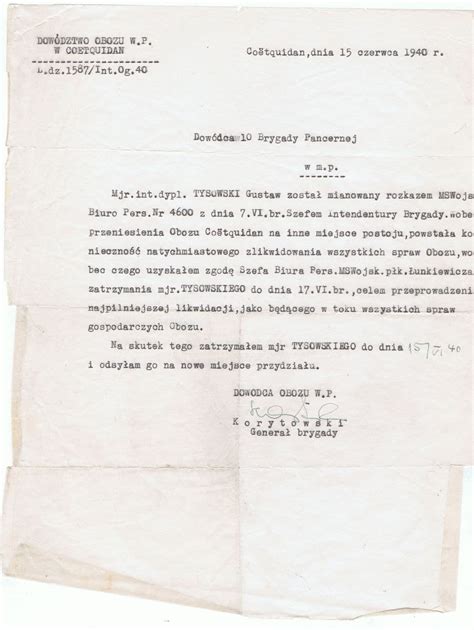 DOWÓDZTWO OBOZU W.P.
W COETQUIDAN
L.dz.1587/Int.Og.40
Coëtquidan,dnia 15 czerwca 1940 r.
Dowódca 10 Brygady Pancernej
w m.p.
Mjr.int.dypl. TYSOWSKI Gustaw został mianowany rozkazem MSWojsk
Biuro Pers.Nr 4600 z dnia 7.VI.br.Szefem Intendentury Brygady.Wobec
przeniesienia Obozu Coëtquidan na inne miejsce postoju,powstała ko
nieczność natychmiastowego zlikwidowania wszystkich spraw Obozu,wo
bec czego uzyskałem zgodę Szefa Biura Pers.MSWojsk.płk.Łunkiewicza
zatrzymania mjr.TYSOWSKIEGO do dnia 17.VI.br.,celem przeprowadzenia
najpilniejszej likwidacji,jako będącego w toku wszystkich spraw
gospodarczych Obozu.
Na skutek tego zatrzymałem mjr TYSOWSKIEGO do dnia 15/VI 40
i odsyłam go na nowe miejsce przydziału.
DOWÓDCA OBOZU W.P.
Korytowski
Generał brygady